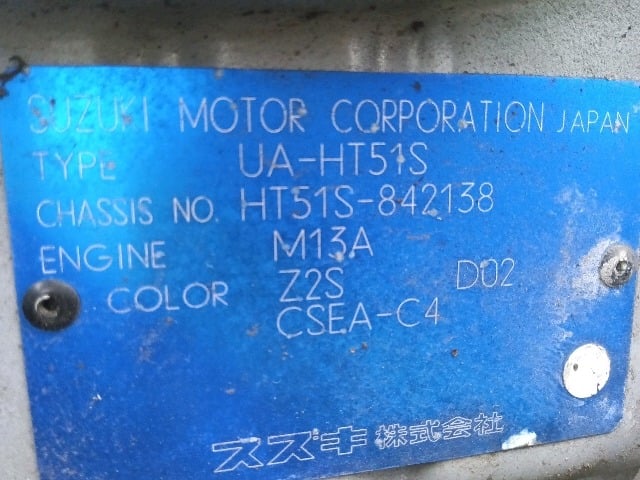 SUZUKI MOTOR CORPORATION JAPAN
TYPE UA-HT51S
CHASSIS NO. HT51S-842138
ENGINE M13A
COLOR Z2S D02
CSEA-C4
スズキ株式会社